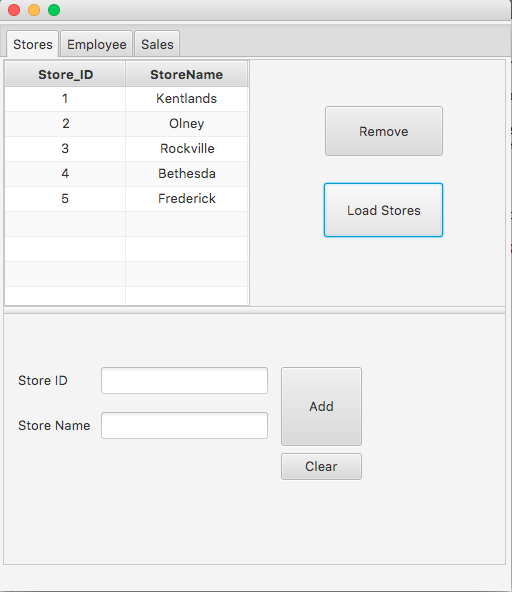 Stores Employee Sales
Store_ID StoreName
1 Kentlands
2 Olney
3 Rockville
4 Bethesda
5 Frederick
Remove
Load Stores
Store ID
Store Name
Add
Clear